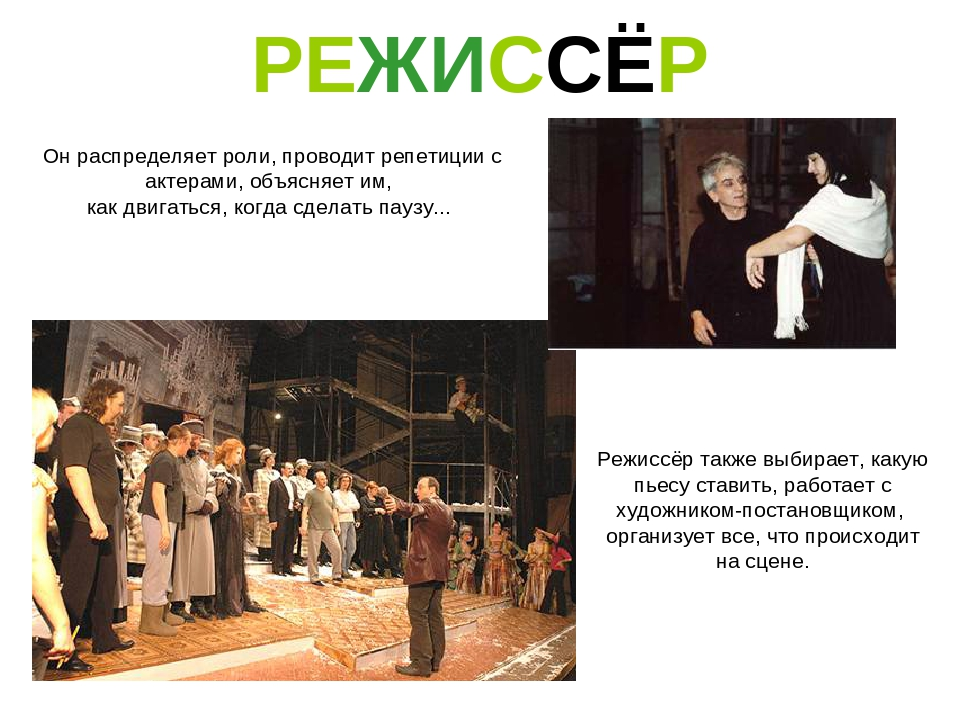 РЕЖИССЁР
Он распределяет роли, проводит репетиции с
актерами, объясняет им,
как двигаться, когда сделать паузу...
Режиссёр также выбирает, какую
пьесу ставить, работает с
художником-постановщиком,
организует все, что происходит
на сцене.